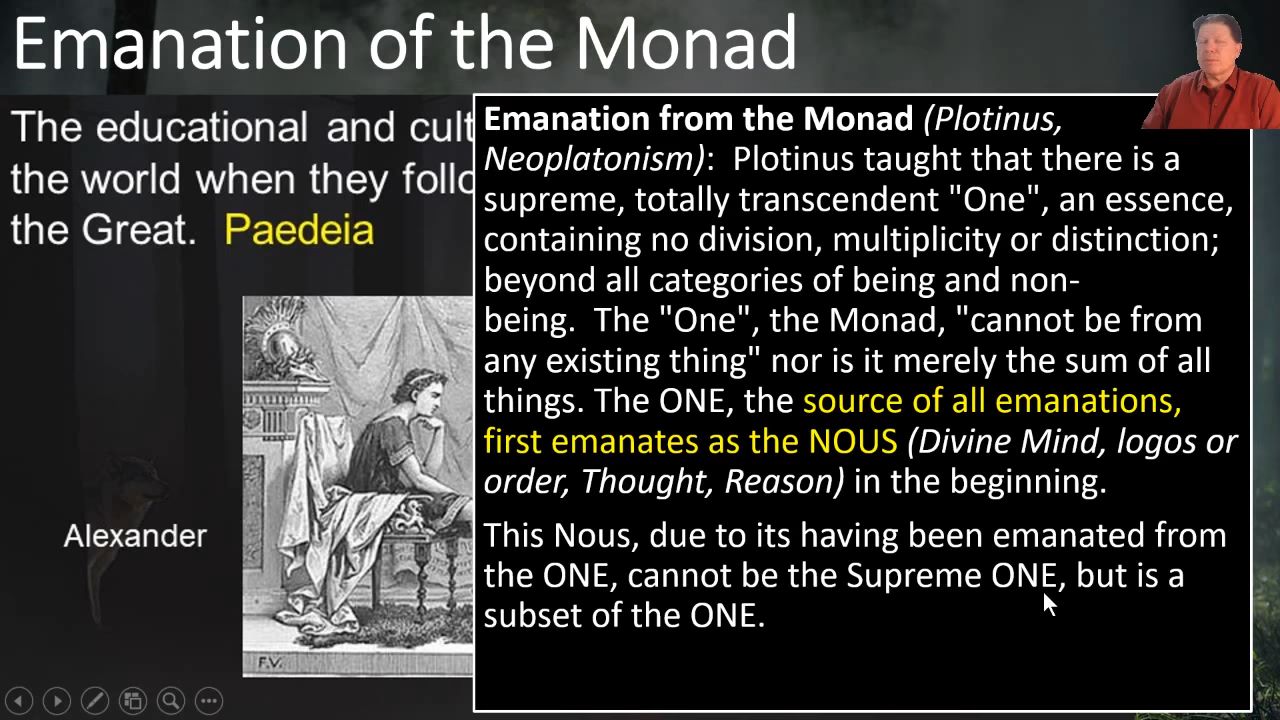 Emanation of the Monad
The educational and cult
the world when they follo
the Great. Paedeia
Alexander
F.V.
Emanation from the Monad (Plotinus,
Neoplatonism): Plotinus taught that there is a
supreme, totally transcendent "One", an essence,
containing no division, multiplicity or distinction;
beyond all categories of being and non-
being. The "One", the Monad, "cannot be from
any existing thing" nor is it merely the sum of all
things. The ONE, the source of all emanations,
first emanates as the NOUS (Divine Mind, logos or
order, Thought, Reason) in the beginning.
This Nous, due to its having been emanated from
the ONE, cannot be the Supreme ONE, but is a
subset of the ONE.